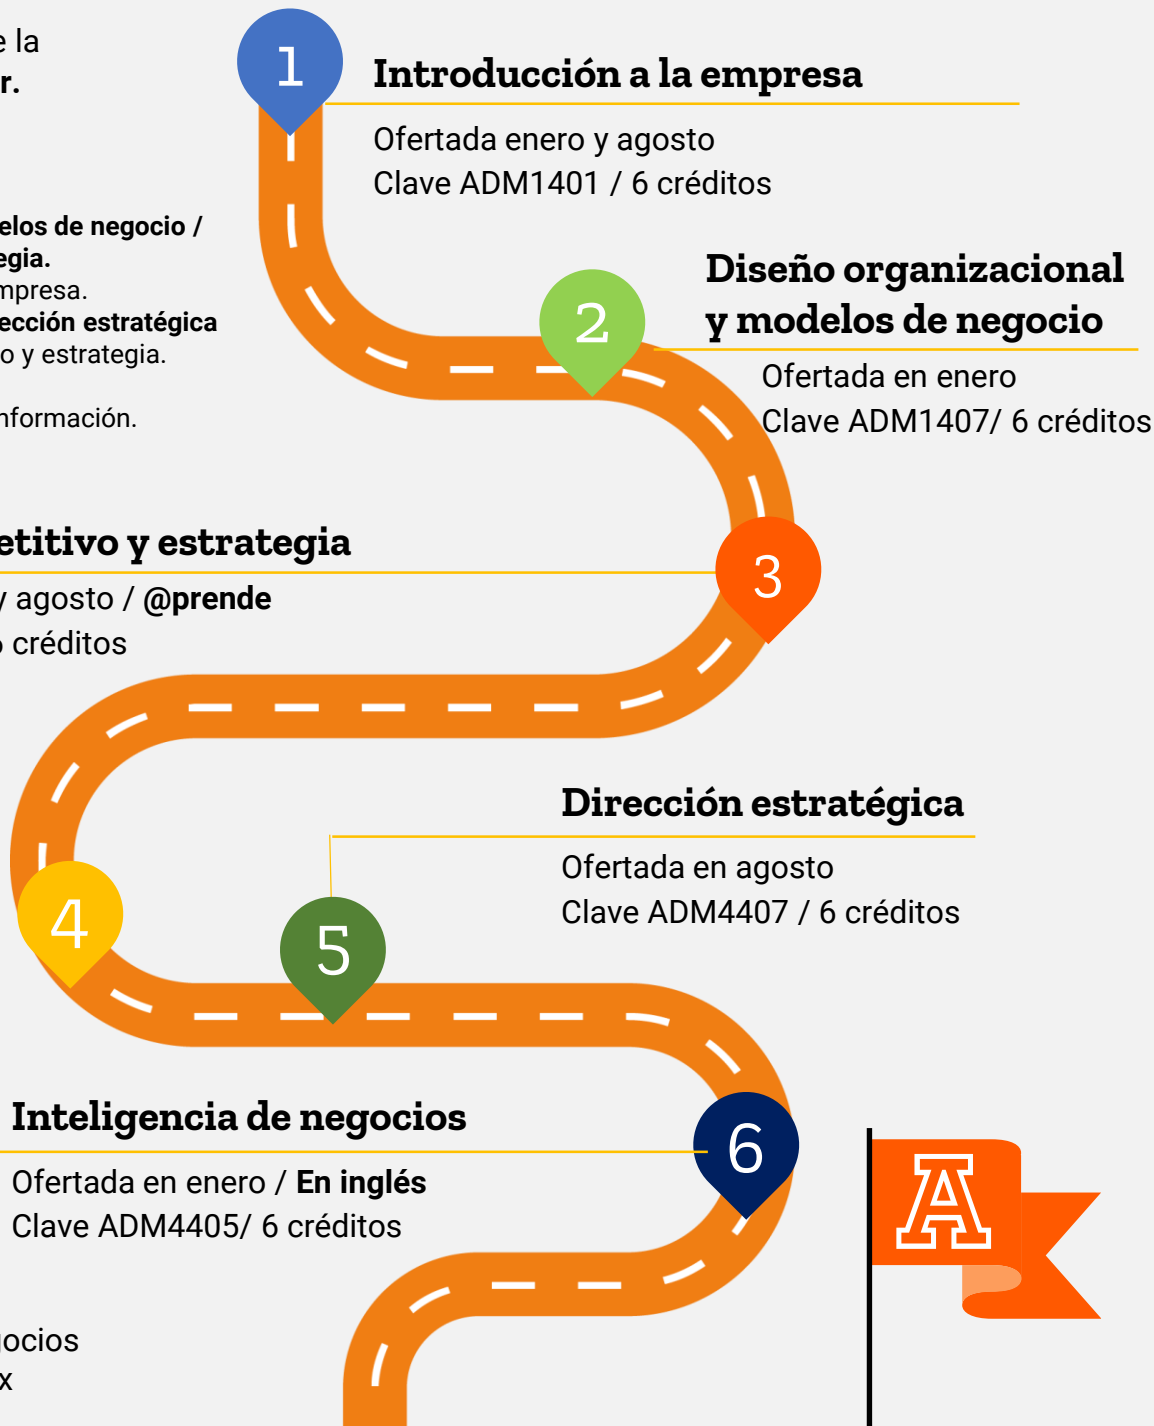 e la
r.
1
Introducción a la empresa
Ofertada enero y agosto
Clave ADM1401 / 6 créditos
elos de negocio /
egia.
mpresa.
ección estratégica
o y estrategia.
nformación.
2
Diseño organizacional
y modelos de negocio
Ofertada en enero
Clave ADM1407/ 6 créditos
etitivo y estrategia
y agosto / @prende
créditos
3
4
5
Dirección estratégica
Ofertada en agosto
Clave ADM4407 / 6 créditos
Inteligencia de negocios
Ofertada en enero / En inglés
Clave ADM4405/ 6 créditos
6
A
gocios
x